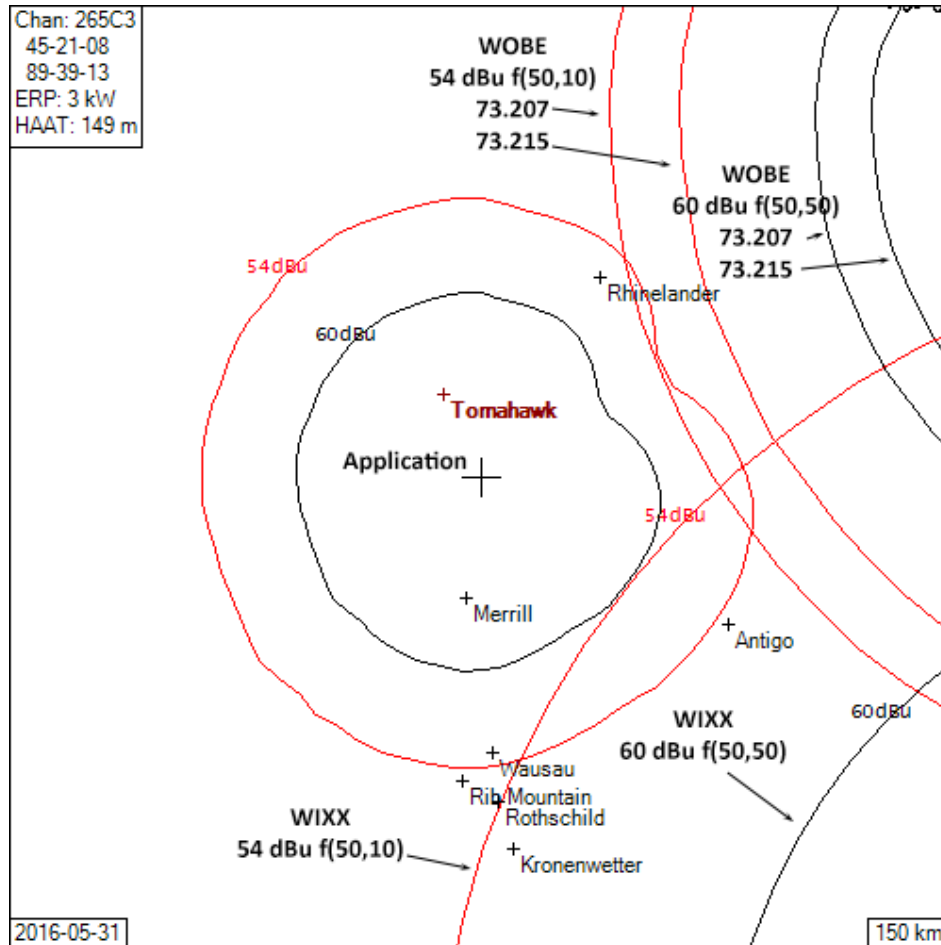 Chan: 265C3
45-21-08
89-39-13
ERP: 3 kW
HAAT: 149 m
WOBE
54 dBu f(50,10)
73.207
73.215
WOBE
60 dBu f(50,50)
73.207
73.215
54dBu
Rhinelander
60dBu
Tomahawk
Application
54dBu
Merrill
Antigo
60dBu
WIXX
60 dBu f(50,50)
Wausau
Rib Mountain
Rothschild
WIXX
54 dBu f(50,10)
Kronenwetter
2016-05-31
150 km